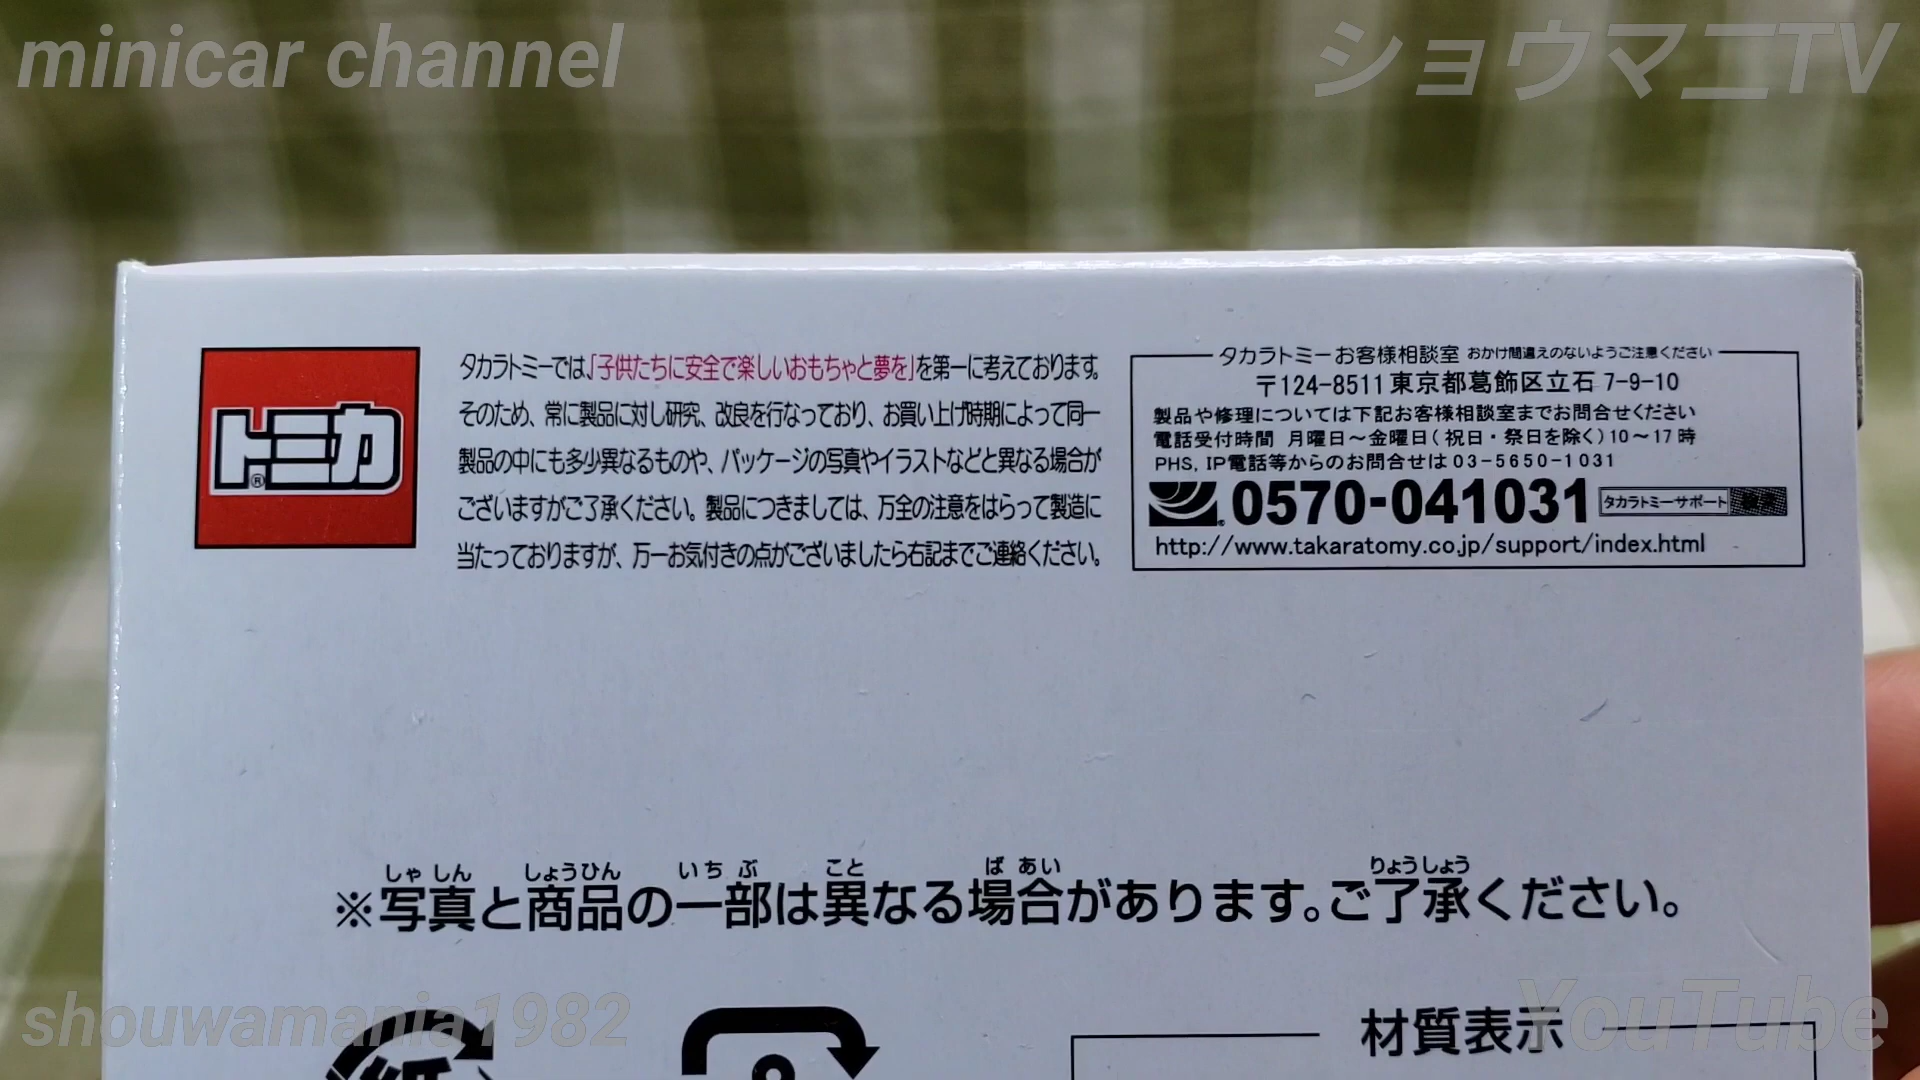 minicar channel
ショウマニTV
トミカ
®
タカラトミーでは、「子供たちに安全で楽しいおもちゃと夢を」を第一に考えております。
そのため、常に製品に対し研究、改良を行なっており、お買い上げ時期によって同一
製品の中にも多少異なるものや、パッケージの写真やイラストなどと異なる場合が
ございますがご了承ください。製品につきましては、万全の注意をはらって製造に
当たっておりますが、万一お気付きの点がございましたら右記までご連絡ください。
タカラトミーお客様相談室 おかけ間違えのないようご注意ください
〒124-8511 東京都葛飾区立石 7-9-10
製品や修理については下記お客様相談室までお問合せください
電話受付時間 月曜日～金曜日(祝日・祭日を除く)10～17時
PHS, IP電話等からのお問合せは 03-5650-1031
0570-041031 タカラトミーサポート
http://www.takaratomy.co.jp/support/index.html
しゃしん しょうひん いちぶ こと ばあい りょうしょう
※写真と商品の一部は異なる場合があります。ご了承ください。
shouwamania1982
材質表示
YouTube